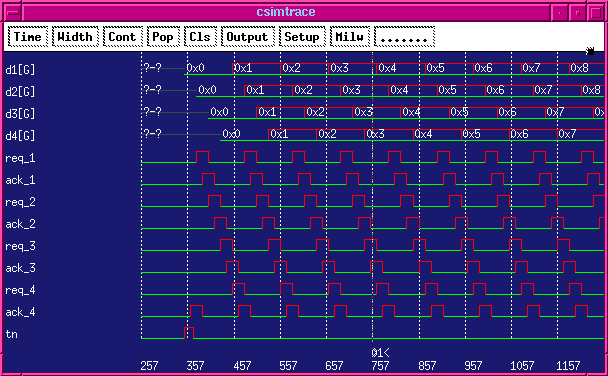 csimtrace
Time Width Cont Pop Cls Output Setup Milw .......
d1[G] ?-? 0x0 0x1 0x2 0x3 0x4 0x5 0x6 0x7 0x8
d2[G] ?-? 0x0 0x1 0x2 0x3 0x4 0x5 0x6 0x7 0x8
d3[G] ?-? 0x0 0x1 0x2 0x3 0x4 0x5 0x6 0x7 0x
d4[G] ?-? 0x0 0x1 0x2 0x3 0x4 0x5 0x6 0x7
req_1
ack_1
req_2
ack_2
req_3
ack_3
req_4
ack_4
tn
01<
257 357 457 557 657 757 857 957 1057 1157